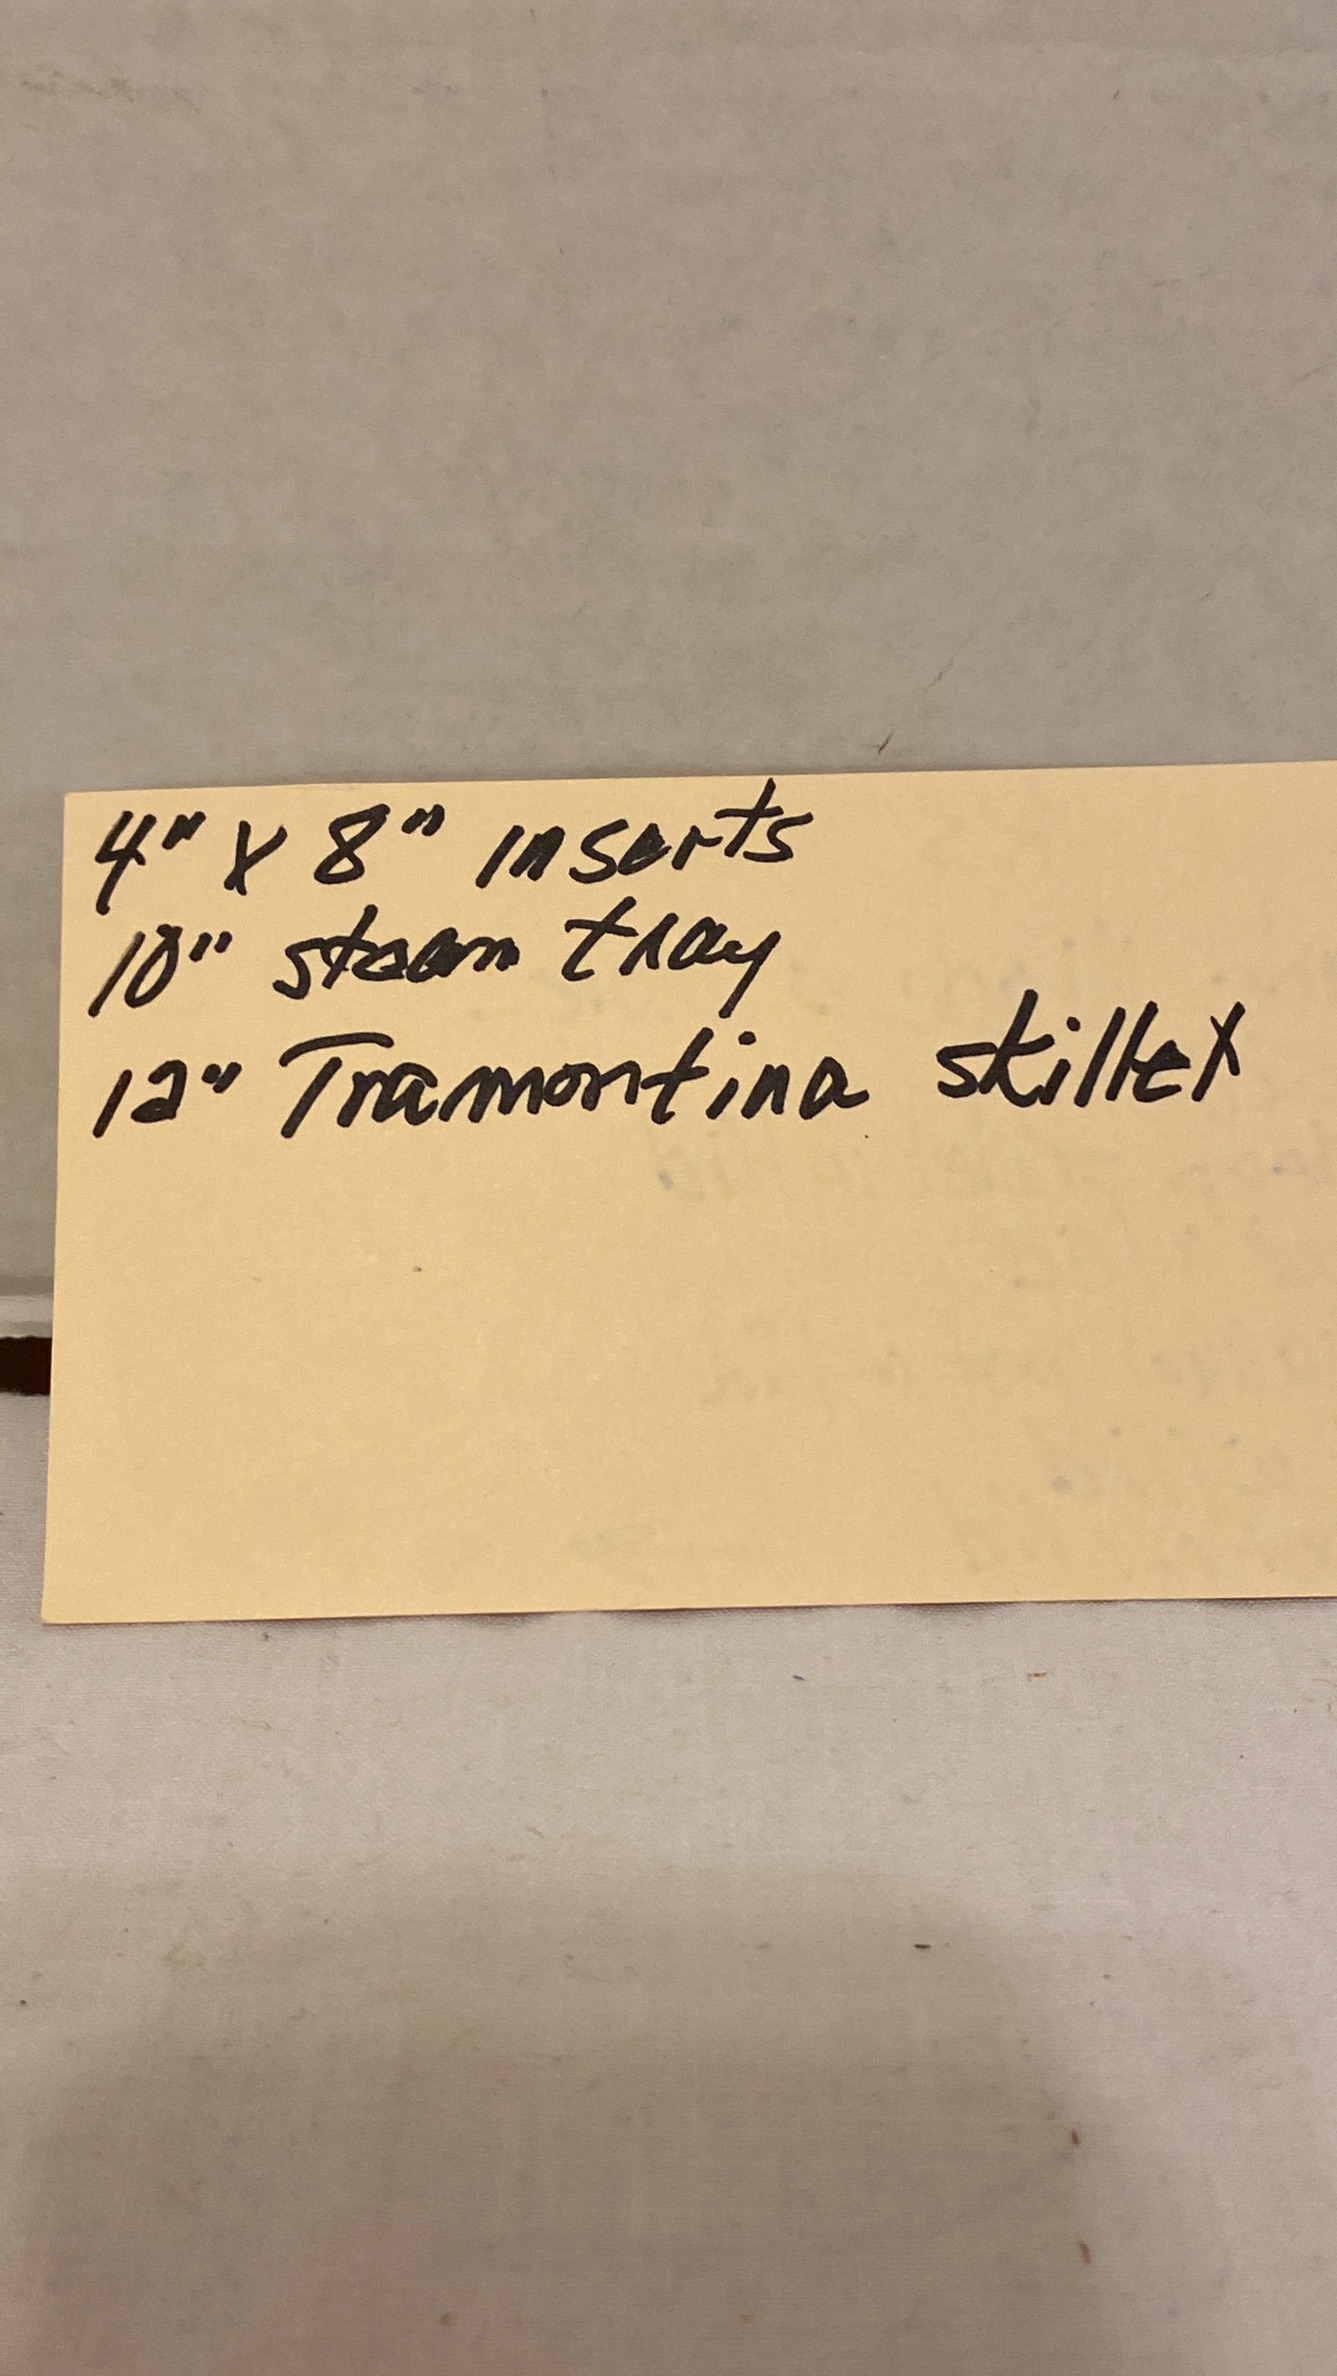 4" x 8" inserts
10" steam tray
12" Tramontina skillet